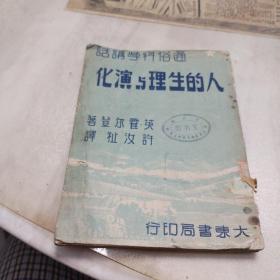 話講學科俗通
化演与理生的人
著登尔霍·英
譯祉汝許
行印局書東大